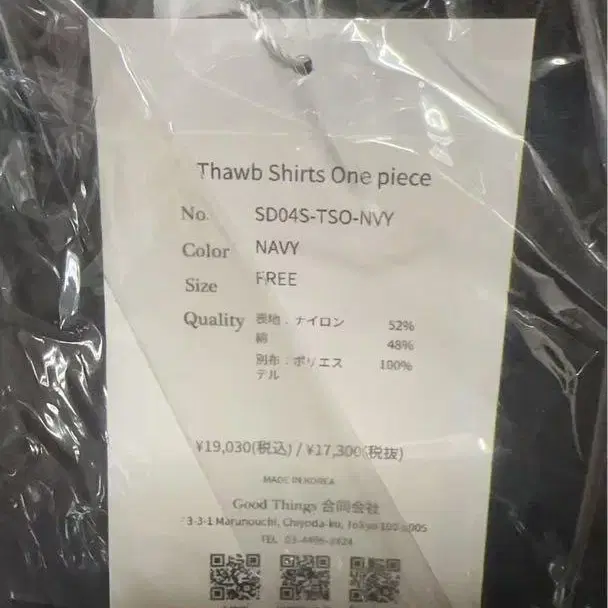 Thawb Shirts One piece
No. SD04S-TSO-NVY
Color NAVY
Size FREE
Quality 表地:ナイロン 52%
綿 48%
別布:ポリエス 100%
テル
¥19,030(税込) / ¥17,300(税抜)
MADE IN KOREA
Good Things 合同会社
3-3-1 Marunouchi, Chiyoda-ku, Tokyo
TEL